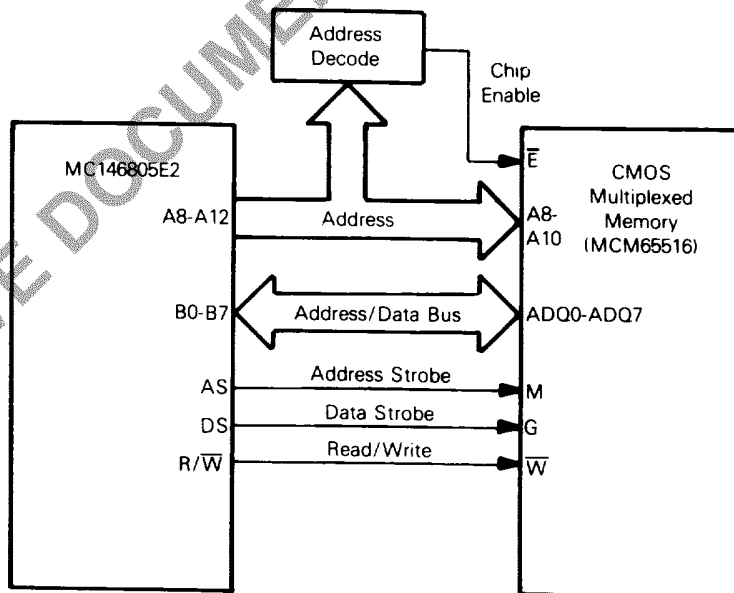 Address
Decode
Chip
Enable
MC146805E2
E̅
CMOS
Multiplexed
Memory
(MCM65516)
A8-A12
Address
A8-
A10
B0-B7
Address/Data Bus
ADQ0-ADQ7
AS
Address Strobe
M
DS
Data Strobe
G
R/W̅
Read/Write
W̅
E DOCUME